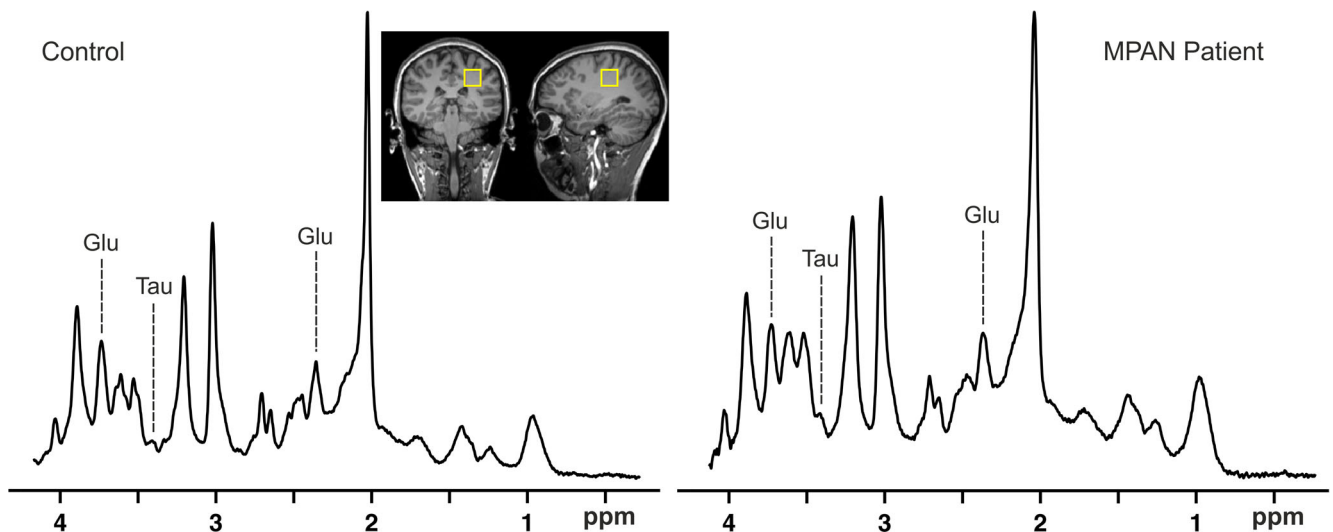 Control
MPAN Patient
Glu
Tau
Glu
Glu
Tau
Glu
4 3 2 1 ppm
4 3 2 1 ppm